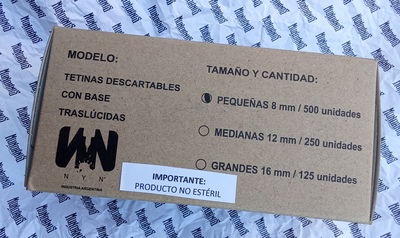 MODELO:
TETINAS DESCARTABLES
CON BASE
TRASLÚCIDAS
NYN
INDUSTRIA ARGENTINA
TAMAÑO Y CANTIDAD:
PEQUEÑAS 8 mm / 500 unidades
MEDIANAS 12 mm / 250 unidades
GRANDES 16 mm / 125 unidades
IMPORTANTE:
PRODUCTO NO ESTÉRIL